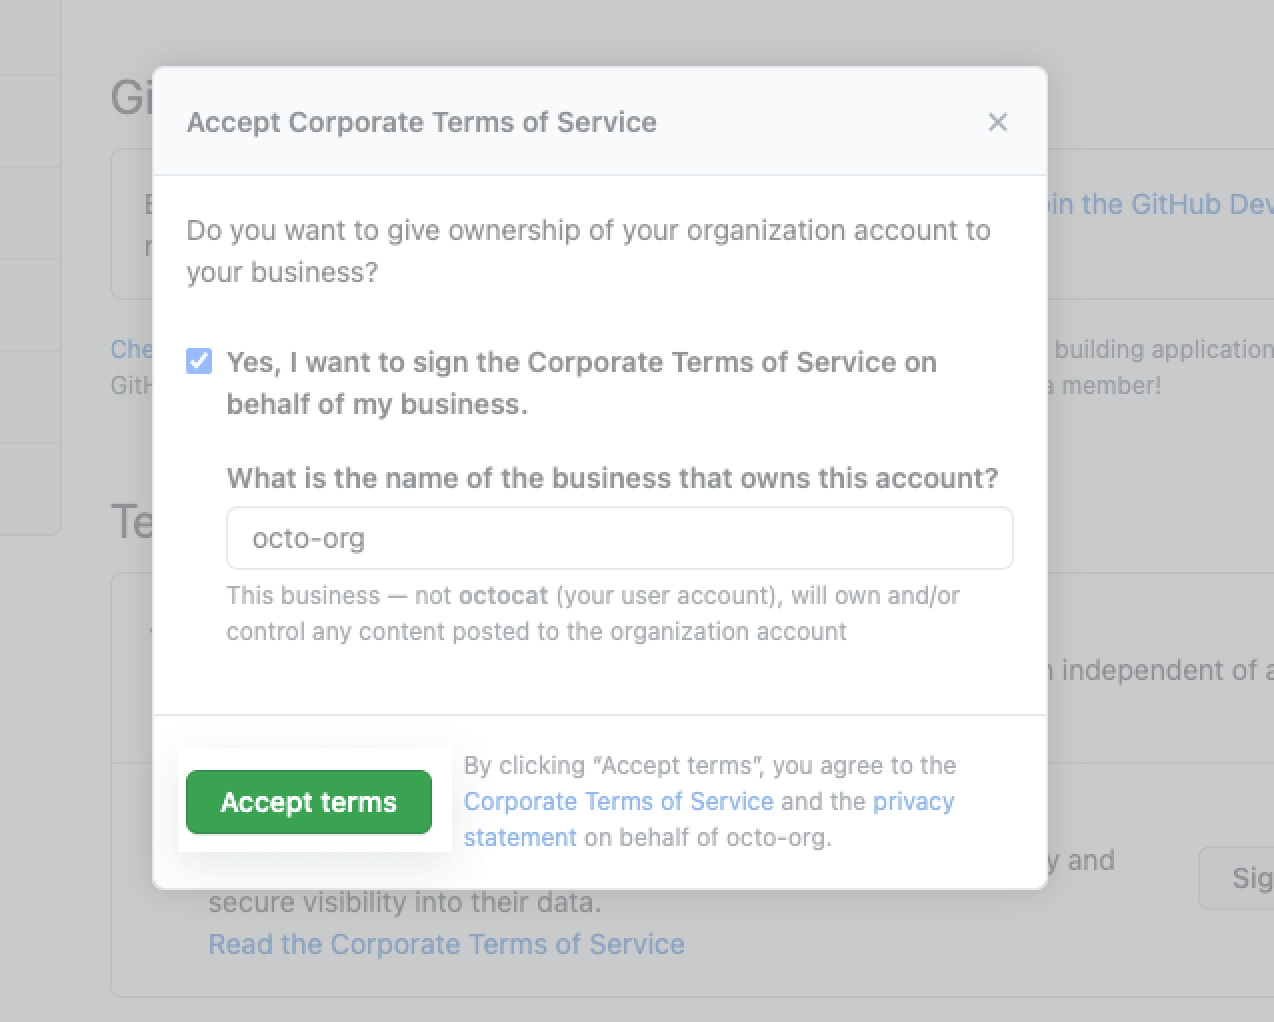 Gi
Accept Corporate Terms of Service
oin the GitHub Dev
Do you want to give ownership of your organization account to
your business?
Che
building application
GitH
a member!
Yes, I want to sign the Corporate Terms of Service on
behalf of my business.
What is the name of the business that owns this account?
Te
octo-org
This business — not octocat (your user account), will own and/or
control any content posted to the organization account
independent of a
By clicking “Accept terms”, you agree to the
Accept terms
Corporate Terms of Service and the privacy
statement on behalf of octo-org.
y and
Sig
secure visibility into their data.
Read the Corporate Terms of Service